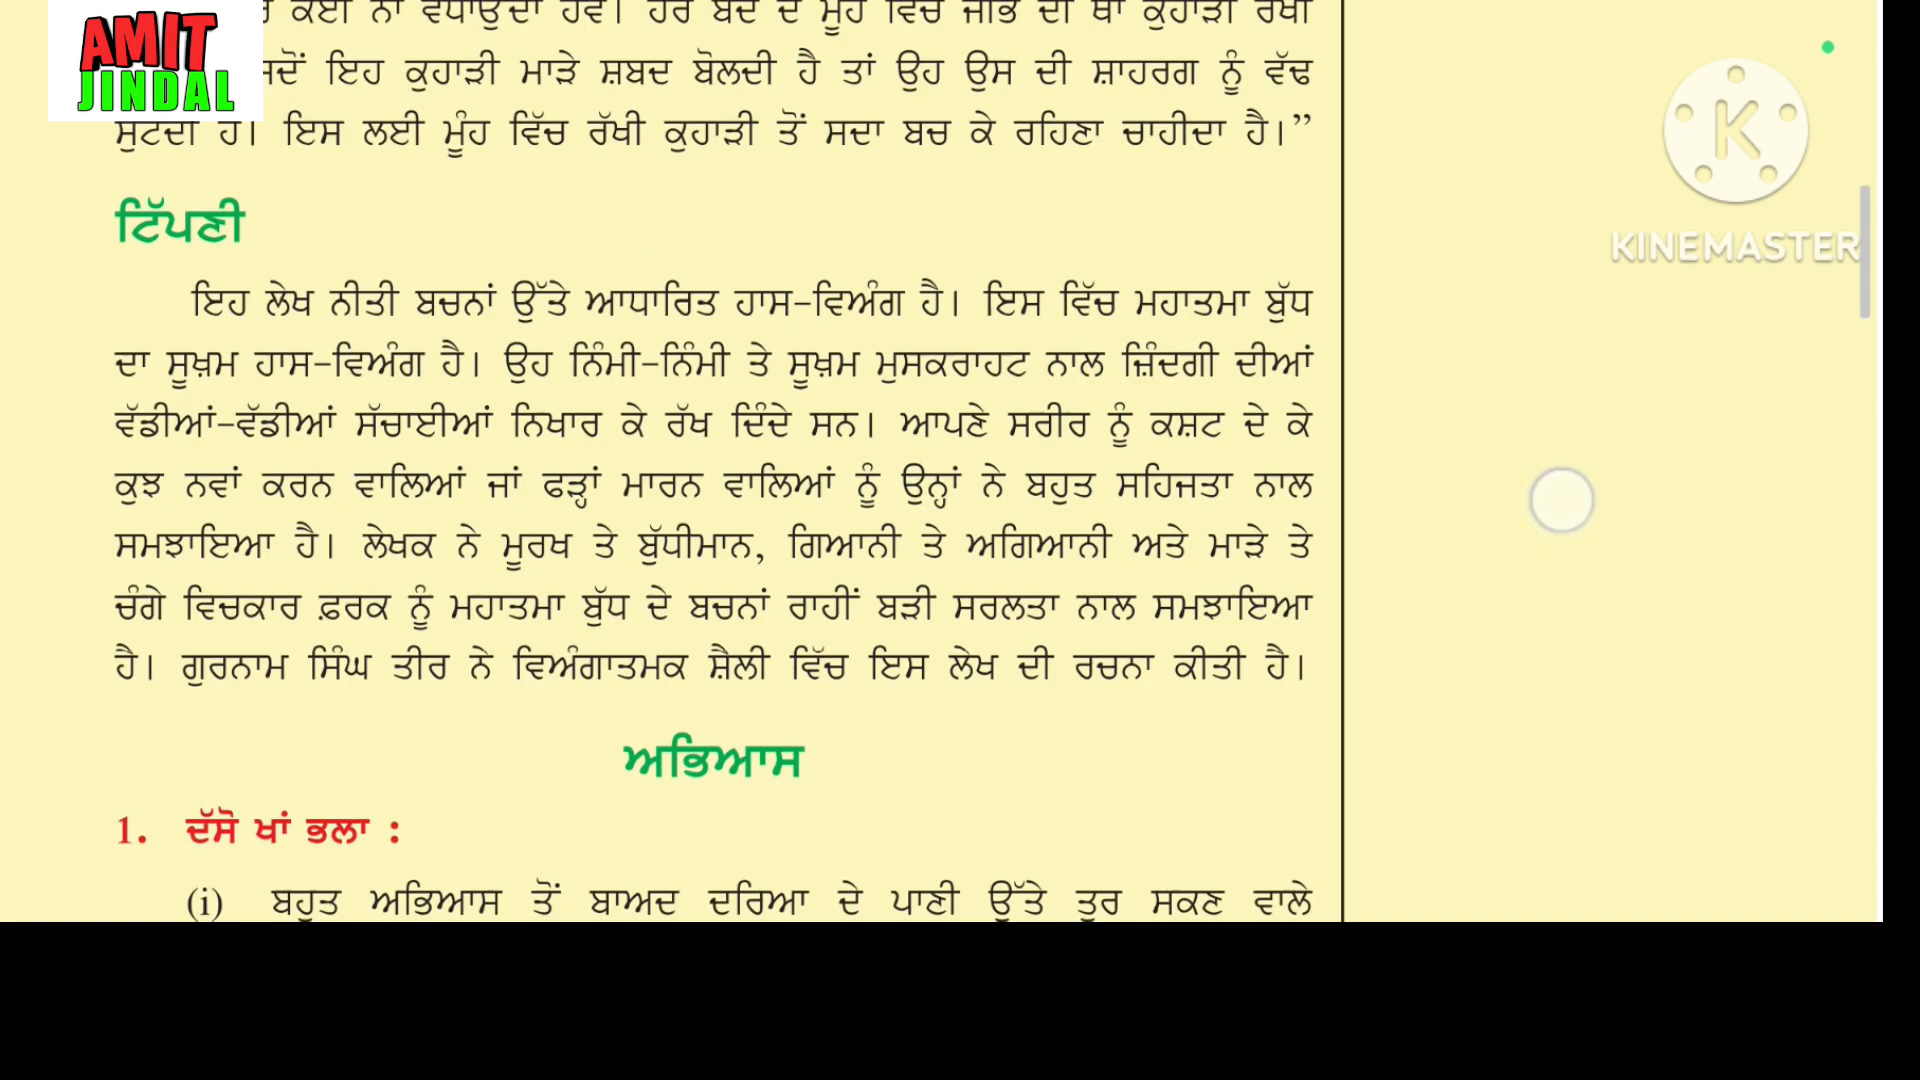 AMIT
JINDAL
ਕਈ ਨਾ ਵਧਾਉਂਦਾ ਹੋਵੇ। ਹਰ ਬੰਦੇ ਦੇ ਮੂੰਹ ਵਿੱਚ ਜੀਭ ਦੀ ਥਾਂ ਕੁਹਾੜੀ ਰੱਖੀ
ਇਹ ਕੁਹਾੜੀ ਮਾੜੇ ਸ਼ਬਦ ਬੋਲਦੀ ਹੈ ਤਾਂ ਉਹ ਉਸ ਦੀ ਸ਼ਾਹਰਗ ਨੂੰ ਵੱਢ
ਸੁੱਟਦੀ ਹੈ। ਇਸ ਲਈ ਮੂੰਹ ਵਿੱਚ ਰੱਖੀ ਕੁਹਾੜੀ ਤੋਂ ਸਦਾ ਬਚ ਕੇ ਰਹਿਣਾ ਚਾਹੀਦਾ ਹੈ।”
KINEMASTER
ਟਿੱਪਣੀ
ਇਹ ਲੇਖ ਨੀਤੀ ਬਚਨਾਂ ਉੱਤੇ ਆਧਾਰਿਤ ਹਾਸ-ਵਿਅੰਗ ਹੈ। ਇਸ ਵਿੱਚ ਮਹਾਤਮਾ ਬੁੱਧ
ਦਾ ਸੂਖ਼ਮ ਹਾਸ-ਵਿਅੰਗ ਹੈ। ਉਹ ਨਿੰਮੀ-ਨਿੰਮੀ ਤੇ ਸੂਖ਼ਮ ਮੁਸਕਰਾਹਟ ਨਾਲ ਜ਼ਿੰਦਗੀ ਦੀਆਂ
ਵੱਡੀਆਂ-ਵੱਡੀਆਂ ਸੱਚਾਈਆਂ ਨਿਖਾਰ ਕੇ ਰੱਖ ਦਿੰਦੇ ਸਨ। ਆਪਣੇ ਸਰੀਰ ਨੂੰ ਕਸ਼ਟ ਦੇ ਕੇ
ਕੁਝ ਨਵਾਂ ਕਰਨ ਵਾਲਿਆਂ ਜਾਂ ਫੜ੍ਹਾਂ ਮਾਰਨ ਵਾਲਿਆਂ ਨੂੰ ਉਨ੍ਹਾਂ ਨੇ ਬਹੁਤ ਸਹਿਜਤਾ ਨਾਲ
ਸਮਝਾਇਆ ਹੈ। ਲੇਖਕ ਨੇ ਮੂਰਖ ਤੇ ਬੁੱਧੀਮਾਨ, ਗਿਆਨੀ ਤੇ ਅਗਿਆਨੀ ਅਤੇ ਮਾੜੇ ਤੇ
ਚੰਗੇ ਵਿਚਕਾਰ ਫ਼ਰਕ ਨੂੰ ਮਹਾਤਮਾ ਬੁੱਧ ਦੇ ਬਚਨਾਂ ਰਾਹੀਂ ਬੜੀ ਸਰਲਤਾ ਨਾਲ ਸਮਝਾਇਆ
ਹੈ। ਗੁਰਨਾਮ ਸਿੰਘ ਤੀਰ ਨੇ ਵਿਅੰਗਾਤਮਕ ਸ਼ੈਲੀ ਵਿੱਚ ਇਸ ਲੇਖ ਦੀ ਰਚਨਾ ਕੀਤੀ ਹੈ।
ਅਭਿਆਸ
1. ਦੱਸੋ ਖਾਂ ਭਲਾ :
(i) ਬਹੁਤ ਅਭਿਆਸ ਤੋਂ ਬਾਅਦ ਦਰਿਆ ਦੇ ਪਾਣੀ ਉੱਤੇ ਤੁਰ ਸਕਣ ਵਾਲੇ